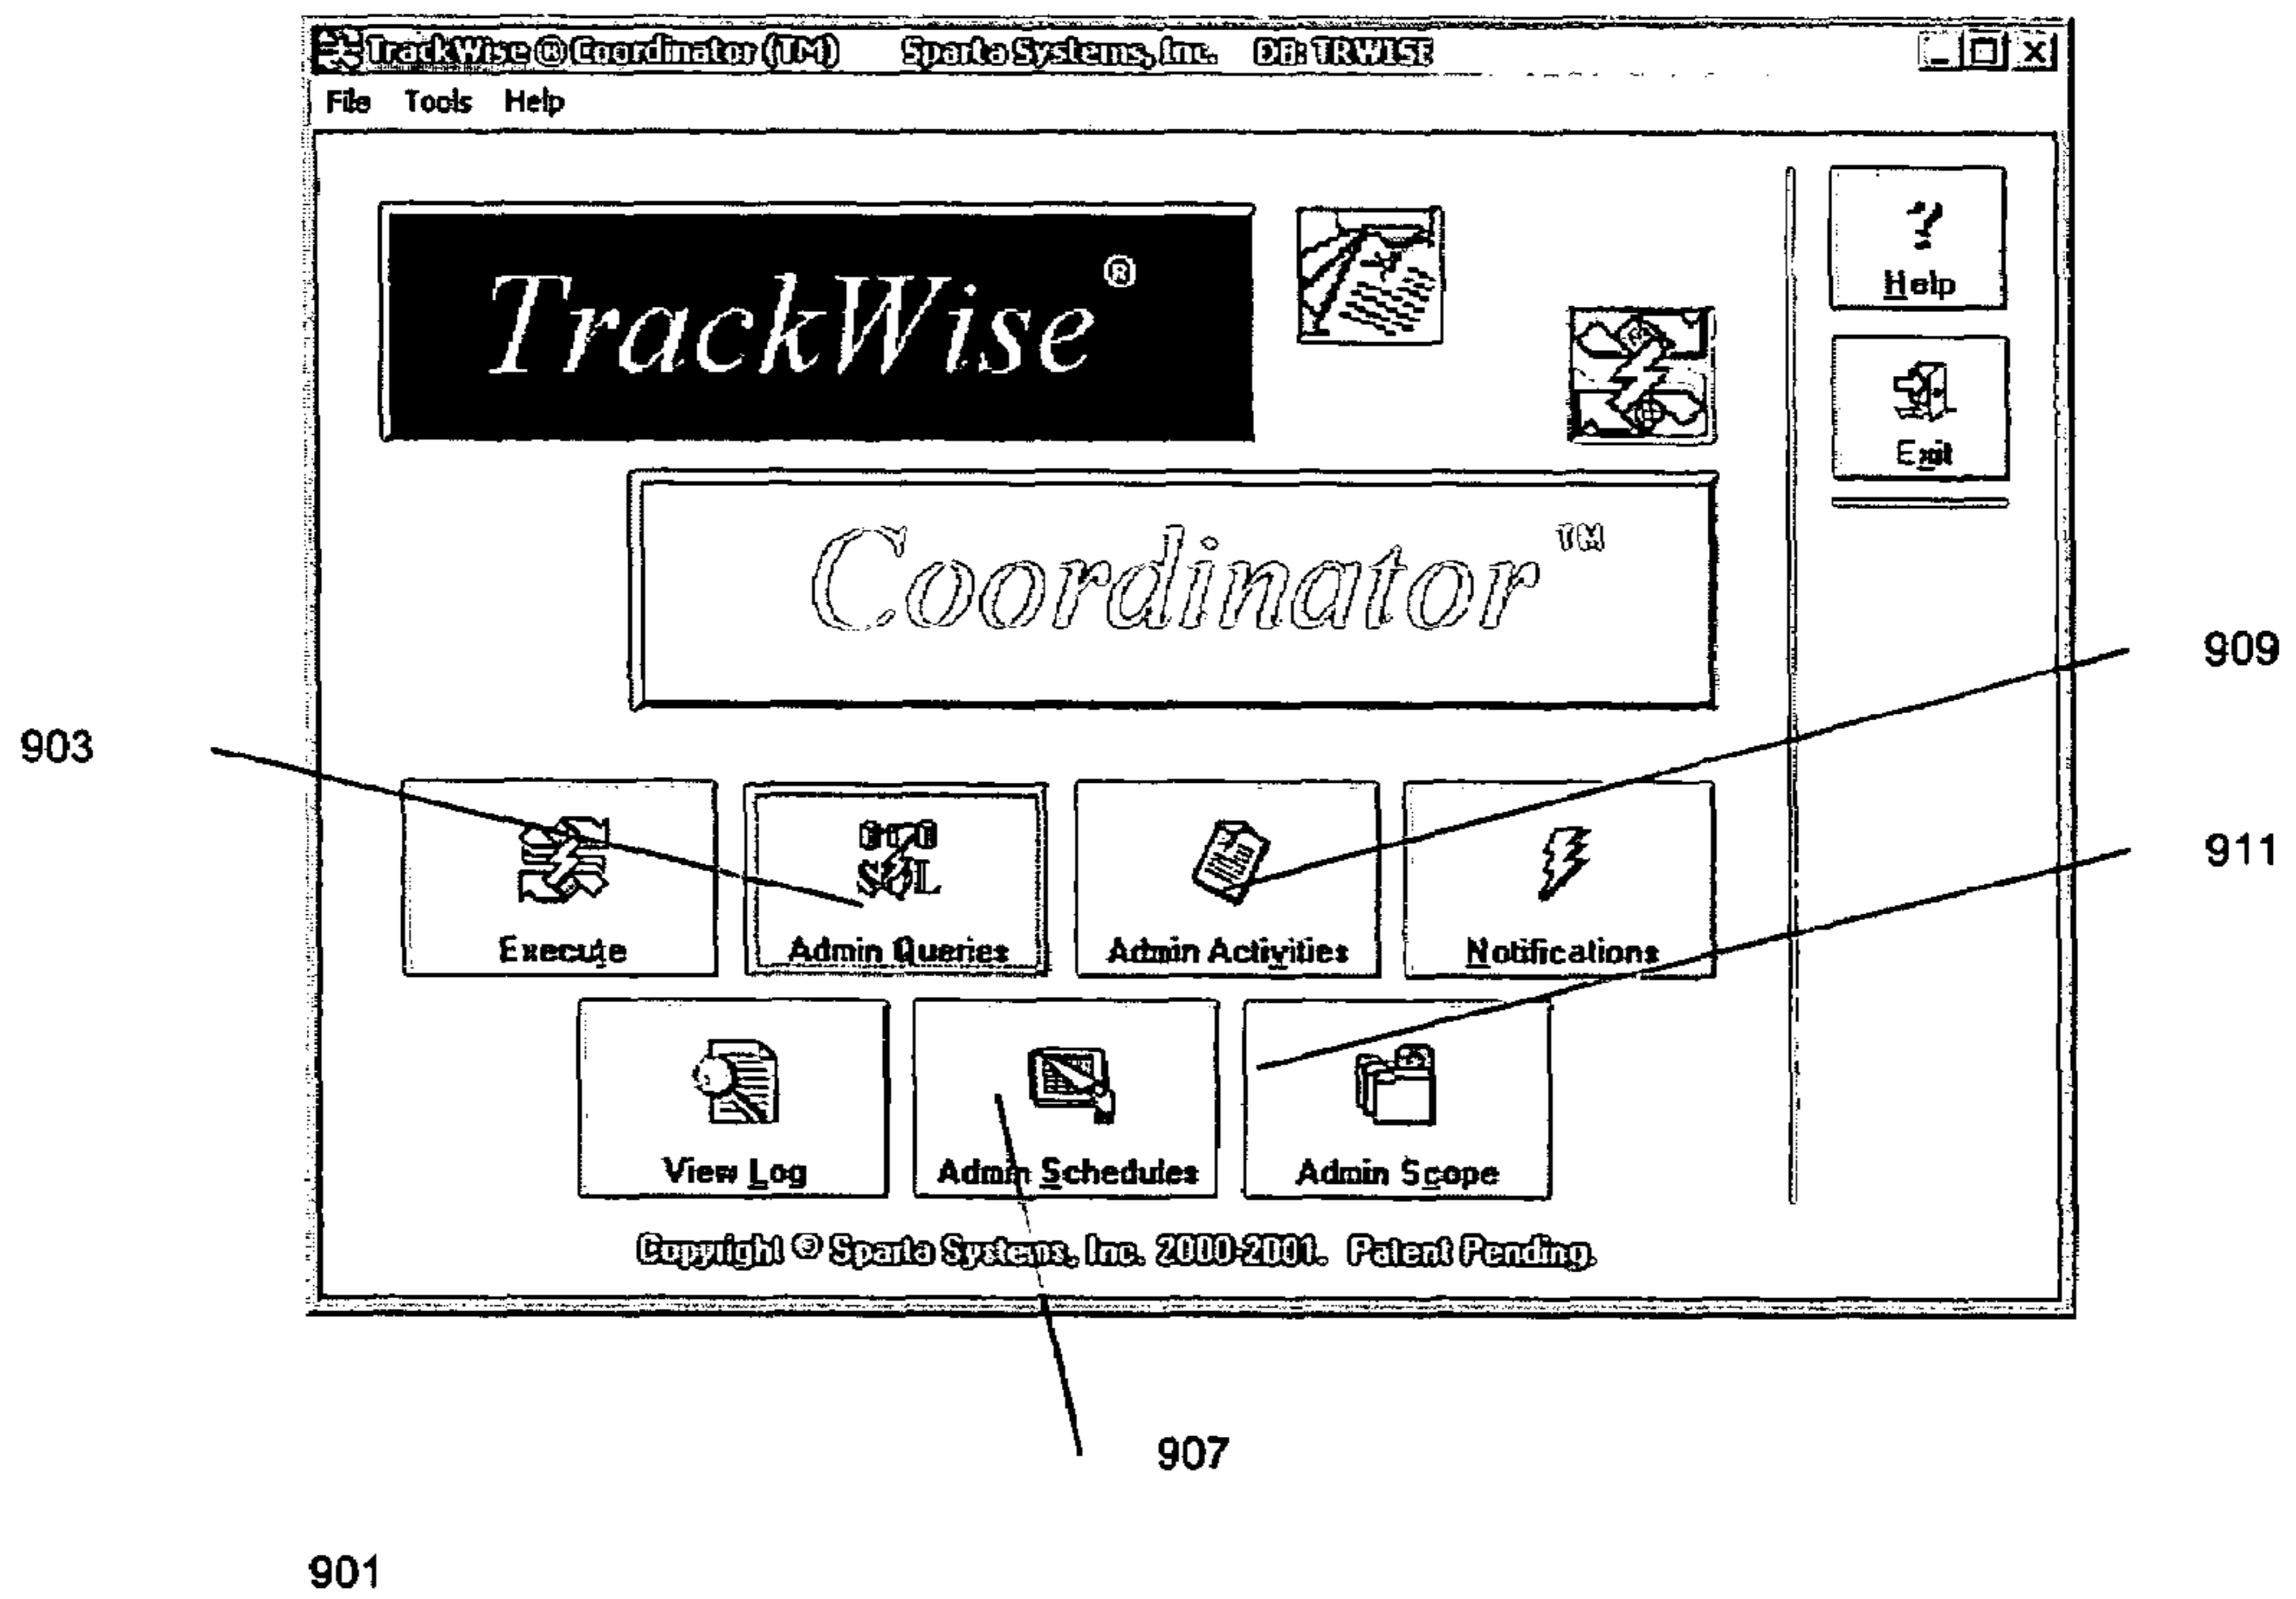 TrackWise ® Coordinator (TM) Sparta Systems, Inc. DB: TRWISE
File Tools Help
TrackWise®
Help
Exit
Coordinator™
909
903
911
SQL
Execute Admin Queries Admin Activities Notifications
View Log Admin Schedules Admin Scope
Copyright © Sparta Systems, Inc. 2000-2001. Patent Pending.
907
901